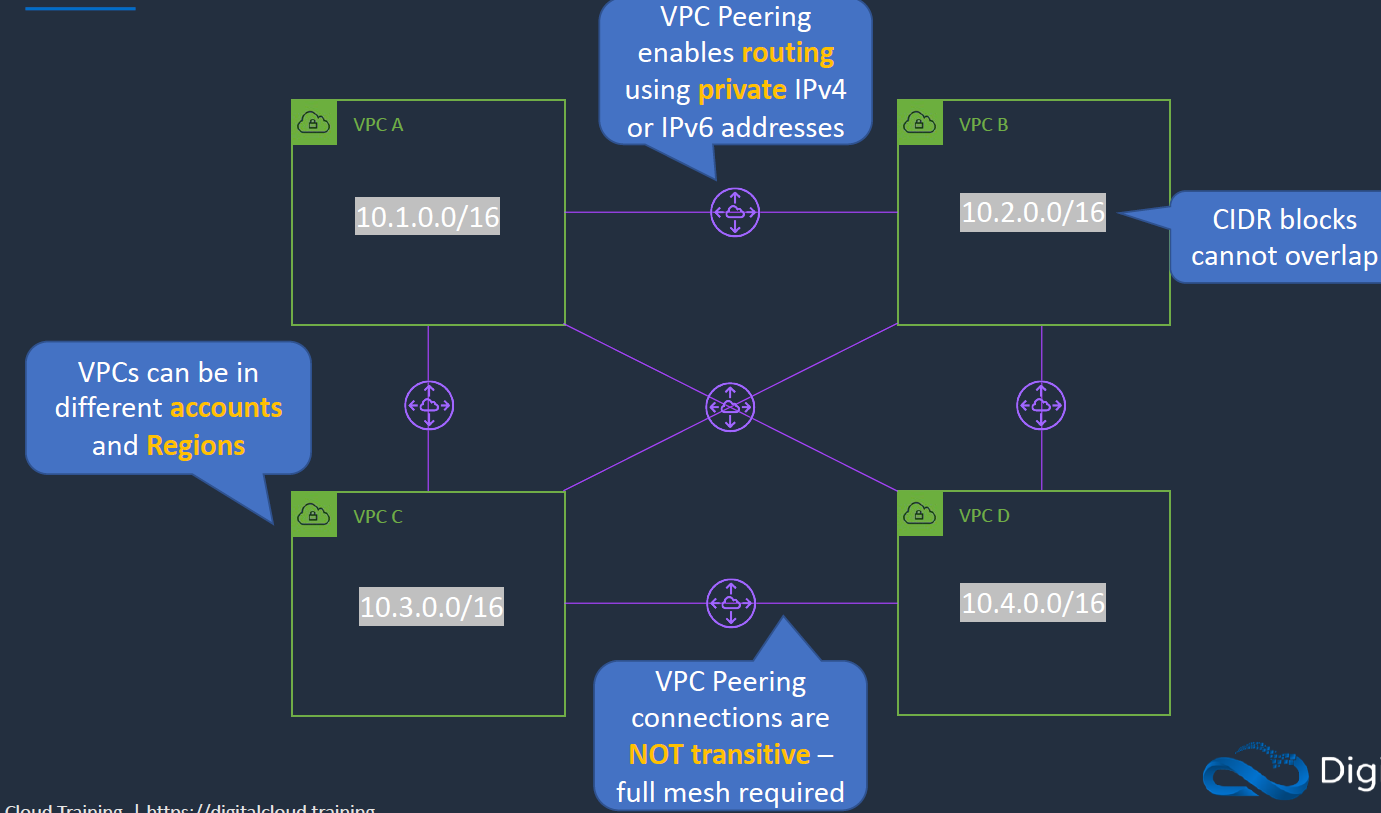 VPC Peering
enables routing
using private IPv4
or IPv6 addresses
VPC A
10.1.0.0/16
VPC B
10.2.0.0/16
CIDR blocks
cannot overlap
VPCs can be in
different accounts
and Regions
VPC C
10.3.0.0/16
VPC D
10.4.0.0/16
VPC Peering
connections are
NOT transitive –
full mesh required
Digi
Cloud Training | https://digitalcloud.training